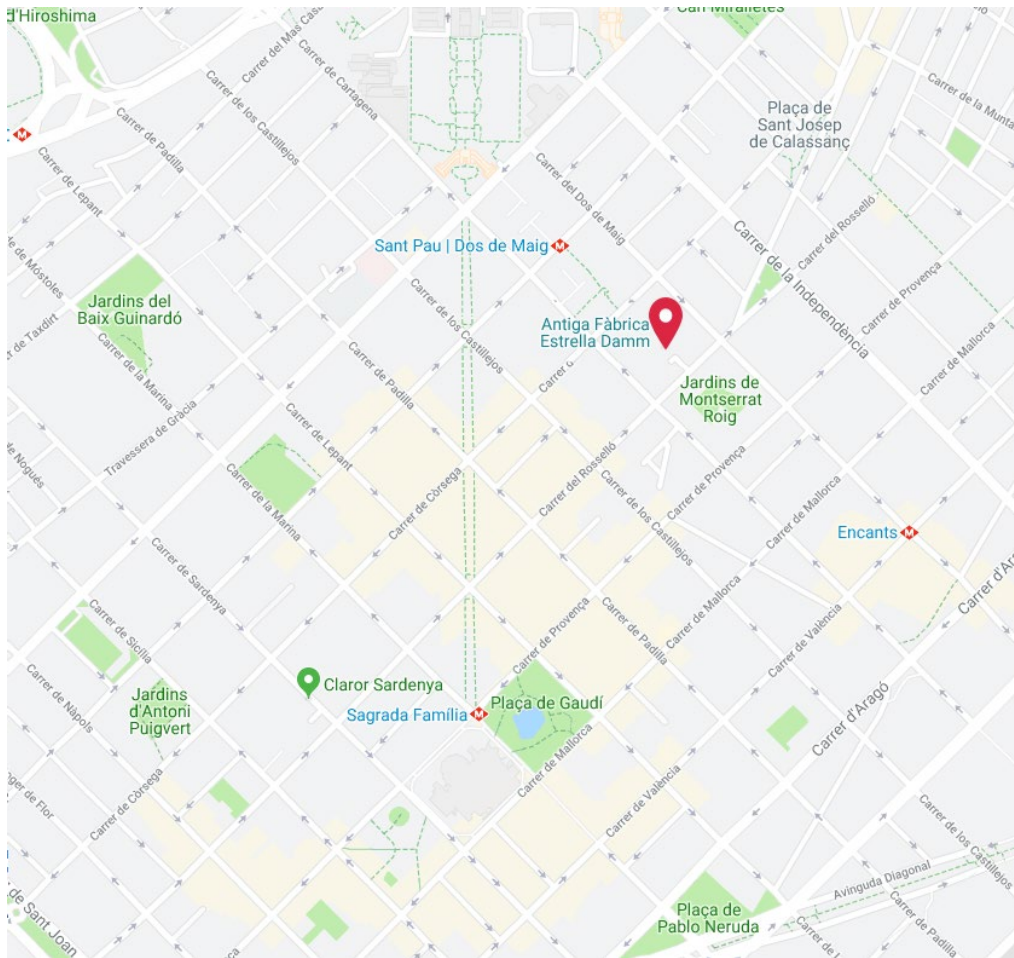 d'Hiroshima
Can Miralletes
Carrer del Mas Casa
Carrer de Cartagena
Carrer de los Castillejos
Carrer de Padilla
Carrer de Lepant
Plaça de
Sant Josep
de Calassanç
Carrer de la Munta
Carrer del Dos de Maig
Carrer del Rosselló
Carrer de la Independència
Carrer de Provença
Sant Pau | Dos de Maig
de Móstoles
Jardins del
Baix Guinardó
Carrer de los Castillejos
Antiga Fàbrica
Estrella Damm
Carrer de Mallorca
t de Taxdirt
Carrer de la Marina
Carrer de Padilla
Jardins de
Montserrat
Roig
Travessera de Gràcia
Carrer de Lepant
de Nogués
Carrer de la Marina
Carrer de Còrsega
Carrer del Rosselló
Carrer de Provença
Carrer de los Castillejos
Carrer de Mallorca
Encants
Carrer d'Ara
Carrer de Sardenya
Carrer de Mallorca
Carrer de València
Carrer de Sicília
Carrer de Provença
Carrer de Padilla
Carrer de Nàpols
Claror Sardenya
Jardins
d'Antoni
Puigvert
Sagrada Família
Plaça de Gaudí
Carrer d'Aragó
Carrer de Mallorca
Carrer de Còrsega
Carrer de València
oger de Flor
Carrer de los Castillejos
Avinguda Diagonal
de Sant Joan
Plaça de
Pablo Neruda
Carrer de Padilla